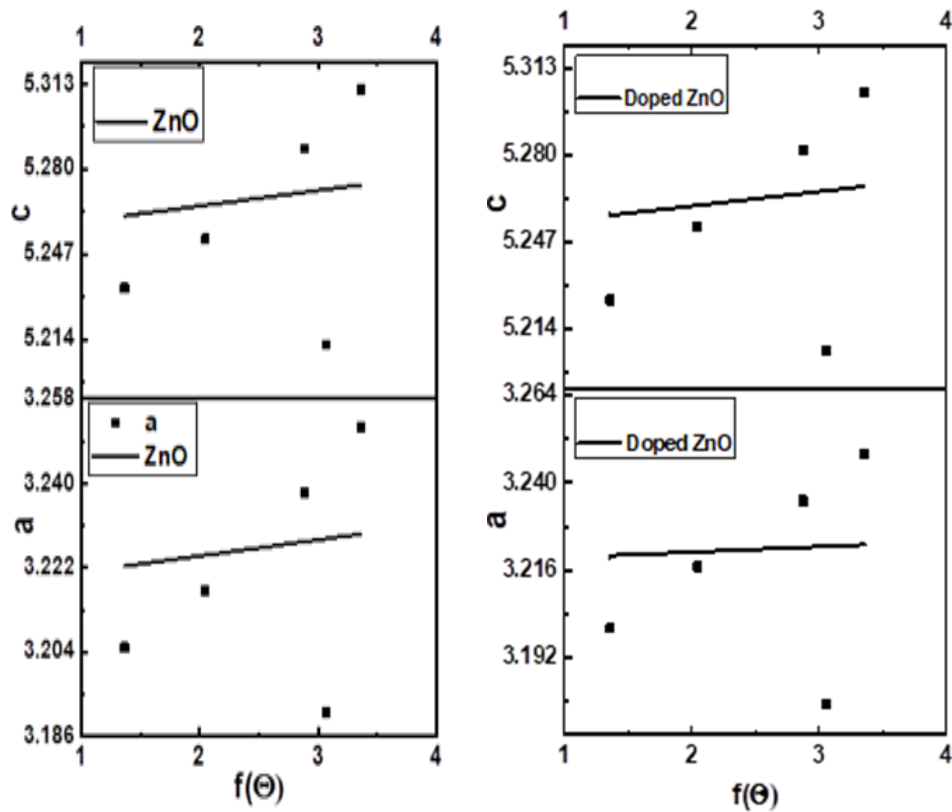 1 2 3 4
5.313
5.280
5.247
5.214
c
ZnO
3.258
3.240
3.222
3.204
3.186
a
a
ZnO
1 2 3 4
f(Θ)
1 2 3 4
5.313
5.280
5.247
5.214
c
Doped ZnO
3.264
3.240
3.216
3.192
a
Doped ZnO
1 2 3 4
f(Θ)